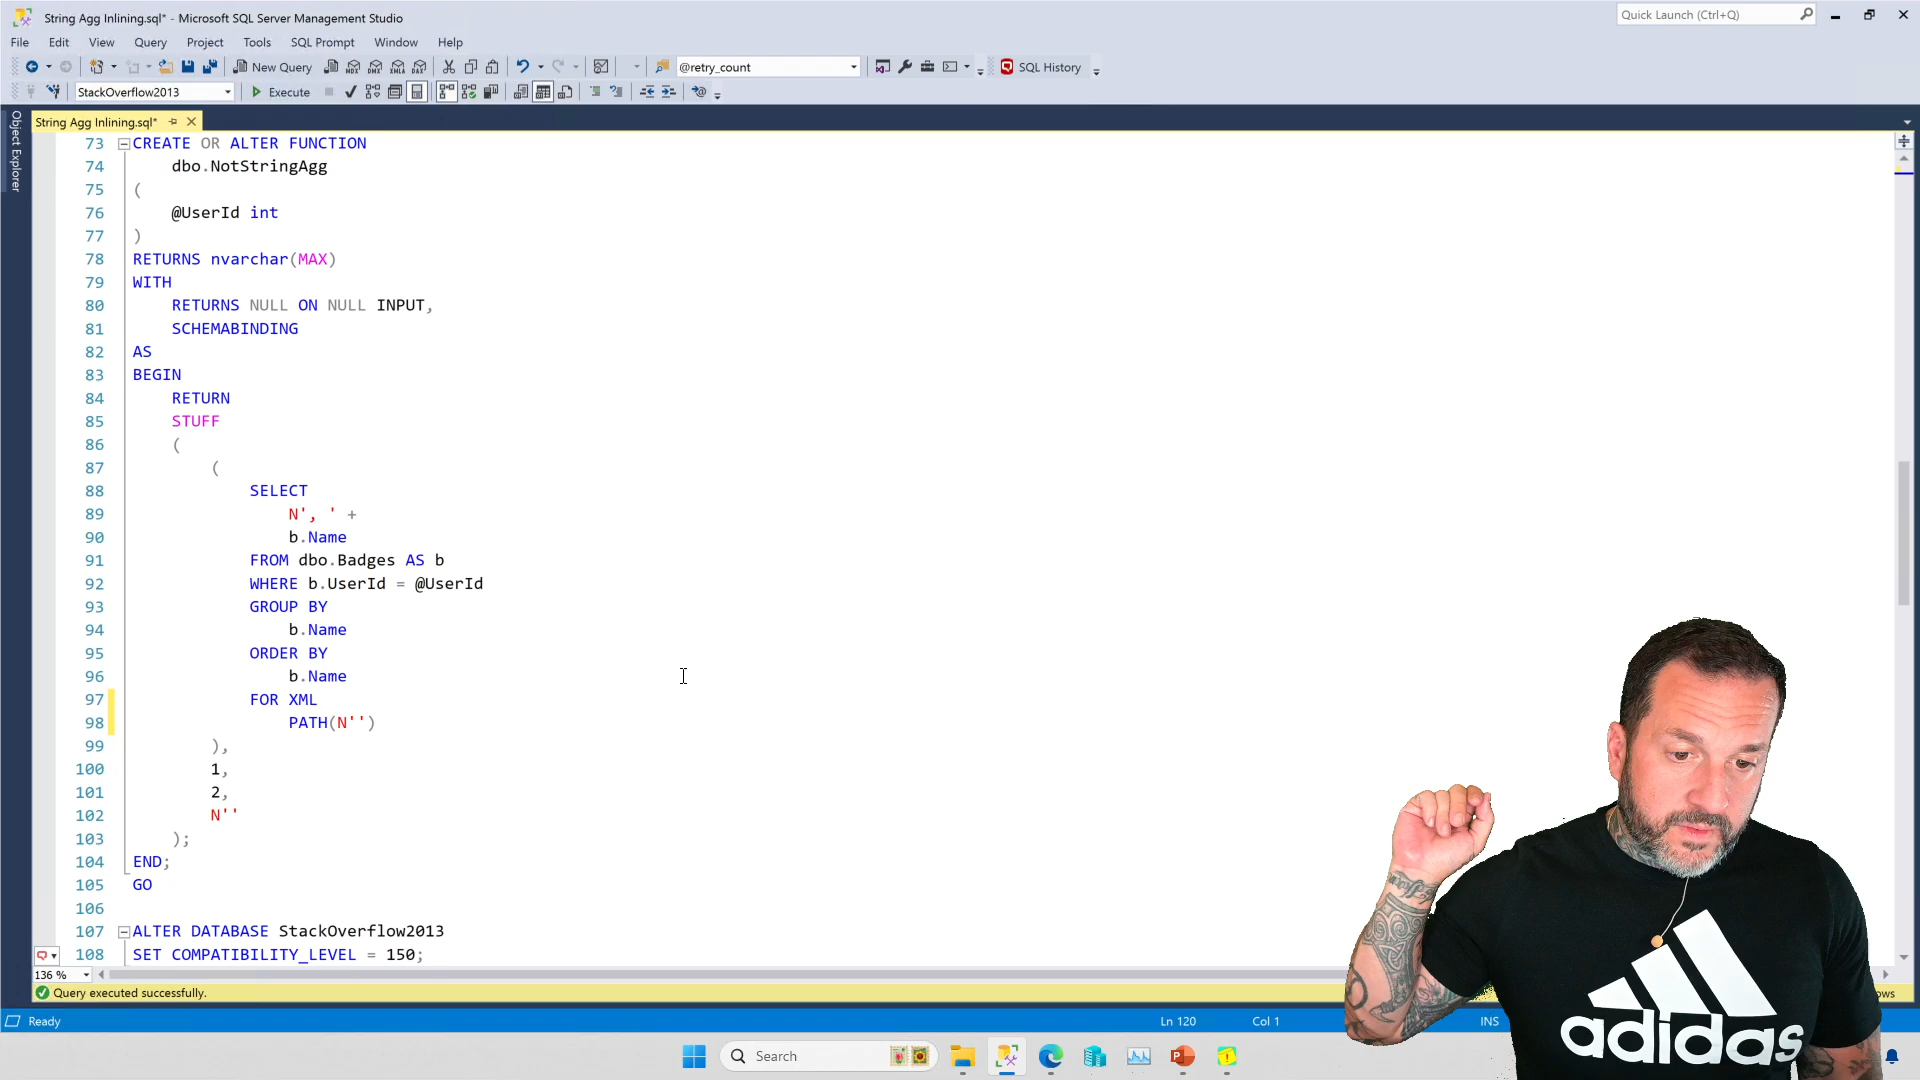 String Agg Inlining.sql* - Microsoft SQL Server Management Studio
Quick Launch (Ctrl+Q)
File Edit View Query Project Tools SQL Prompt Window Help
New Query @retry_count SQL History
StackOverflow2013 Execute
Object Explorer
String Agg Inlining.sql*
73 CREATE OR ALTER FUNCTION
74 dbo.NotStringAgg
75 (
76 @UserId int
77 )
78 RETURNS nvarchar(MAX)
79 WITH
80 RETURNS NULL ON NULL INPUT,
81 SCHEMABINDING
82 AS
83 BEGIN
84 RETURN
85 STUFF
86 (
87 (
88 SELECT
89 N', ' +
90 b.Name
91 FROM dbo.Badges AS b
92 WHERE b.UserId = @UserId
93 GROUP BY
94 b.Name
95 ORDER BY
96 b.Name
97 FOR XML
98 PATH(N'')
99 ),
100 1,
101 2,
102 N''
103 );
104 END;
105 GO
106
107 ALTER DATABASE StackOverflow2013
108 SET COMPATIBILITY_LEVEL = 150;
136 %
Query executed successfully.
Ready Ln 120 Col 1 INS
Search
adidas